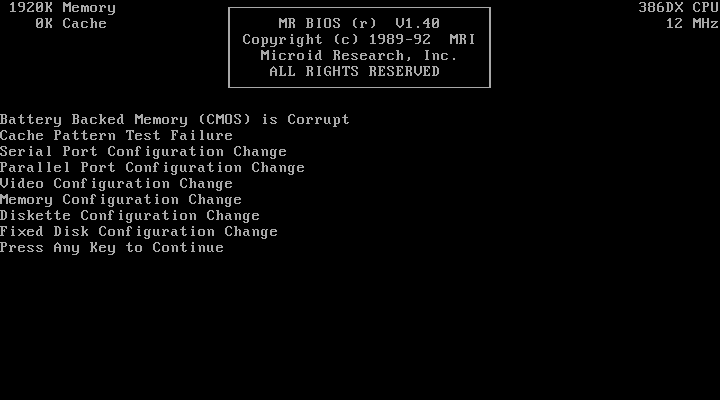 1920K Memory
0K Cache
MR BIOS (r)  V1.40
Copyright (c) 1989-92  MRI
Microid Research, Inc.
ALL RIGHTS RESERVED
386DX CPU
12 MHz
Battery Backed Memory (CMOS) is Corrupt
Cache Pattern Test Failure
Serial Port Configuration Change
Parallel Port Configuration Change
Video Configuration Change
Memory Configuration Change
Diskette Configuration Change
Fixed Disk Configuration Change
Press Any Key to Continue